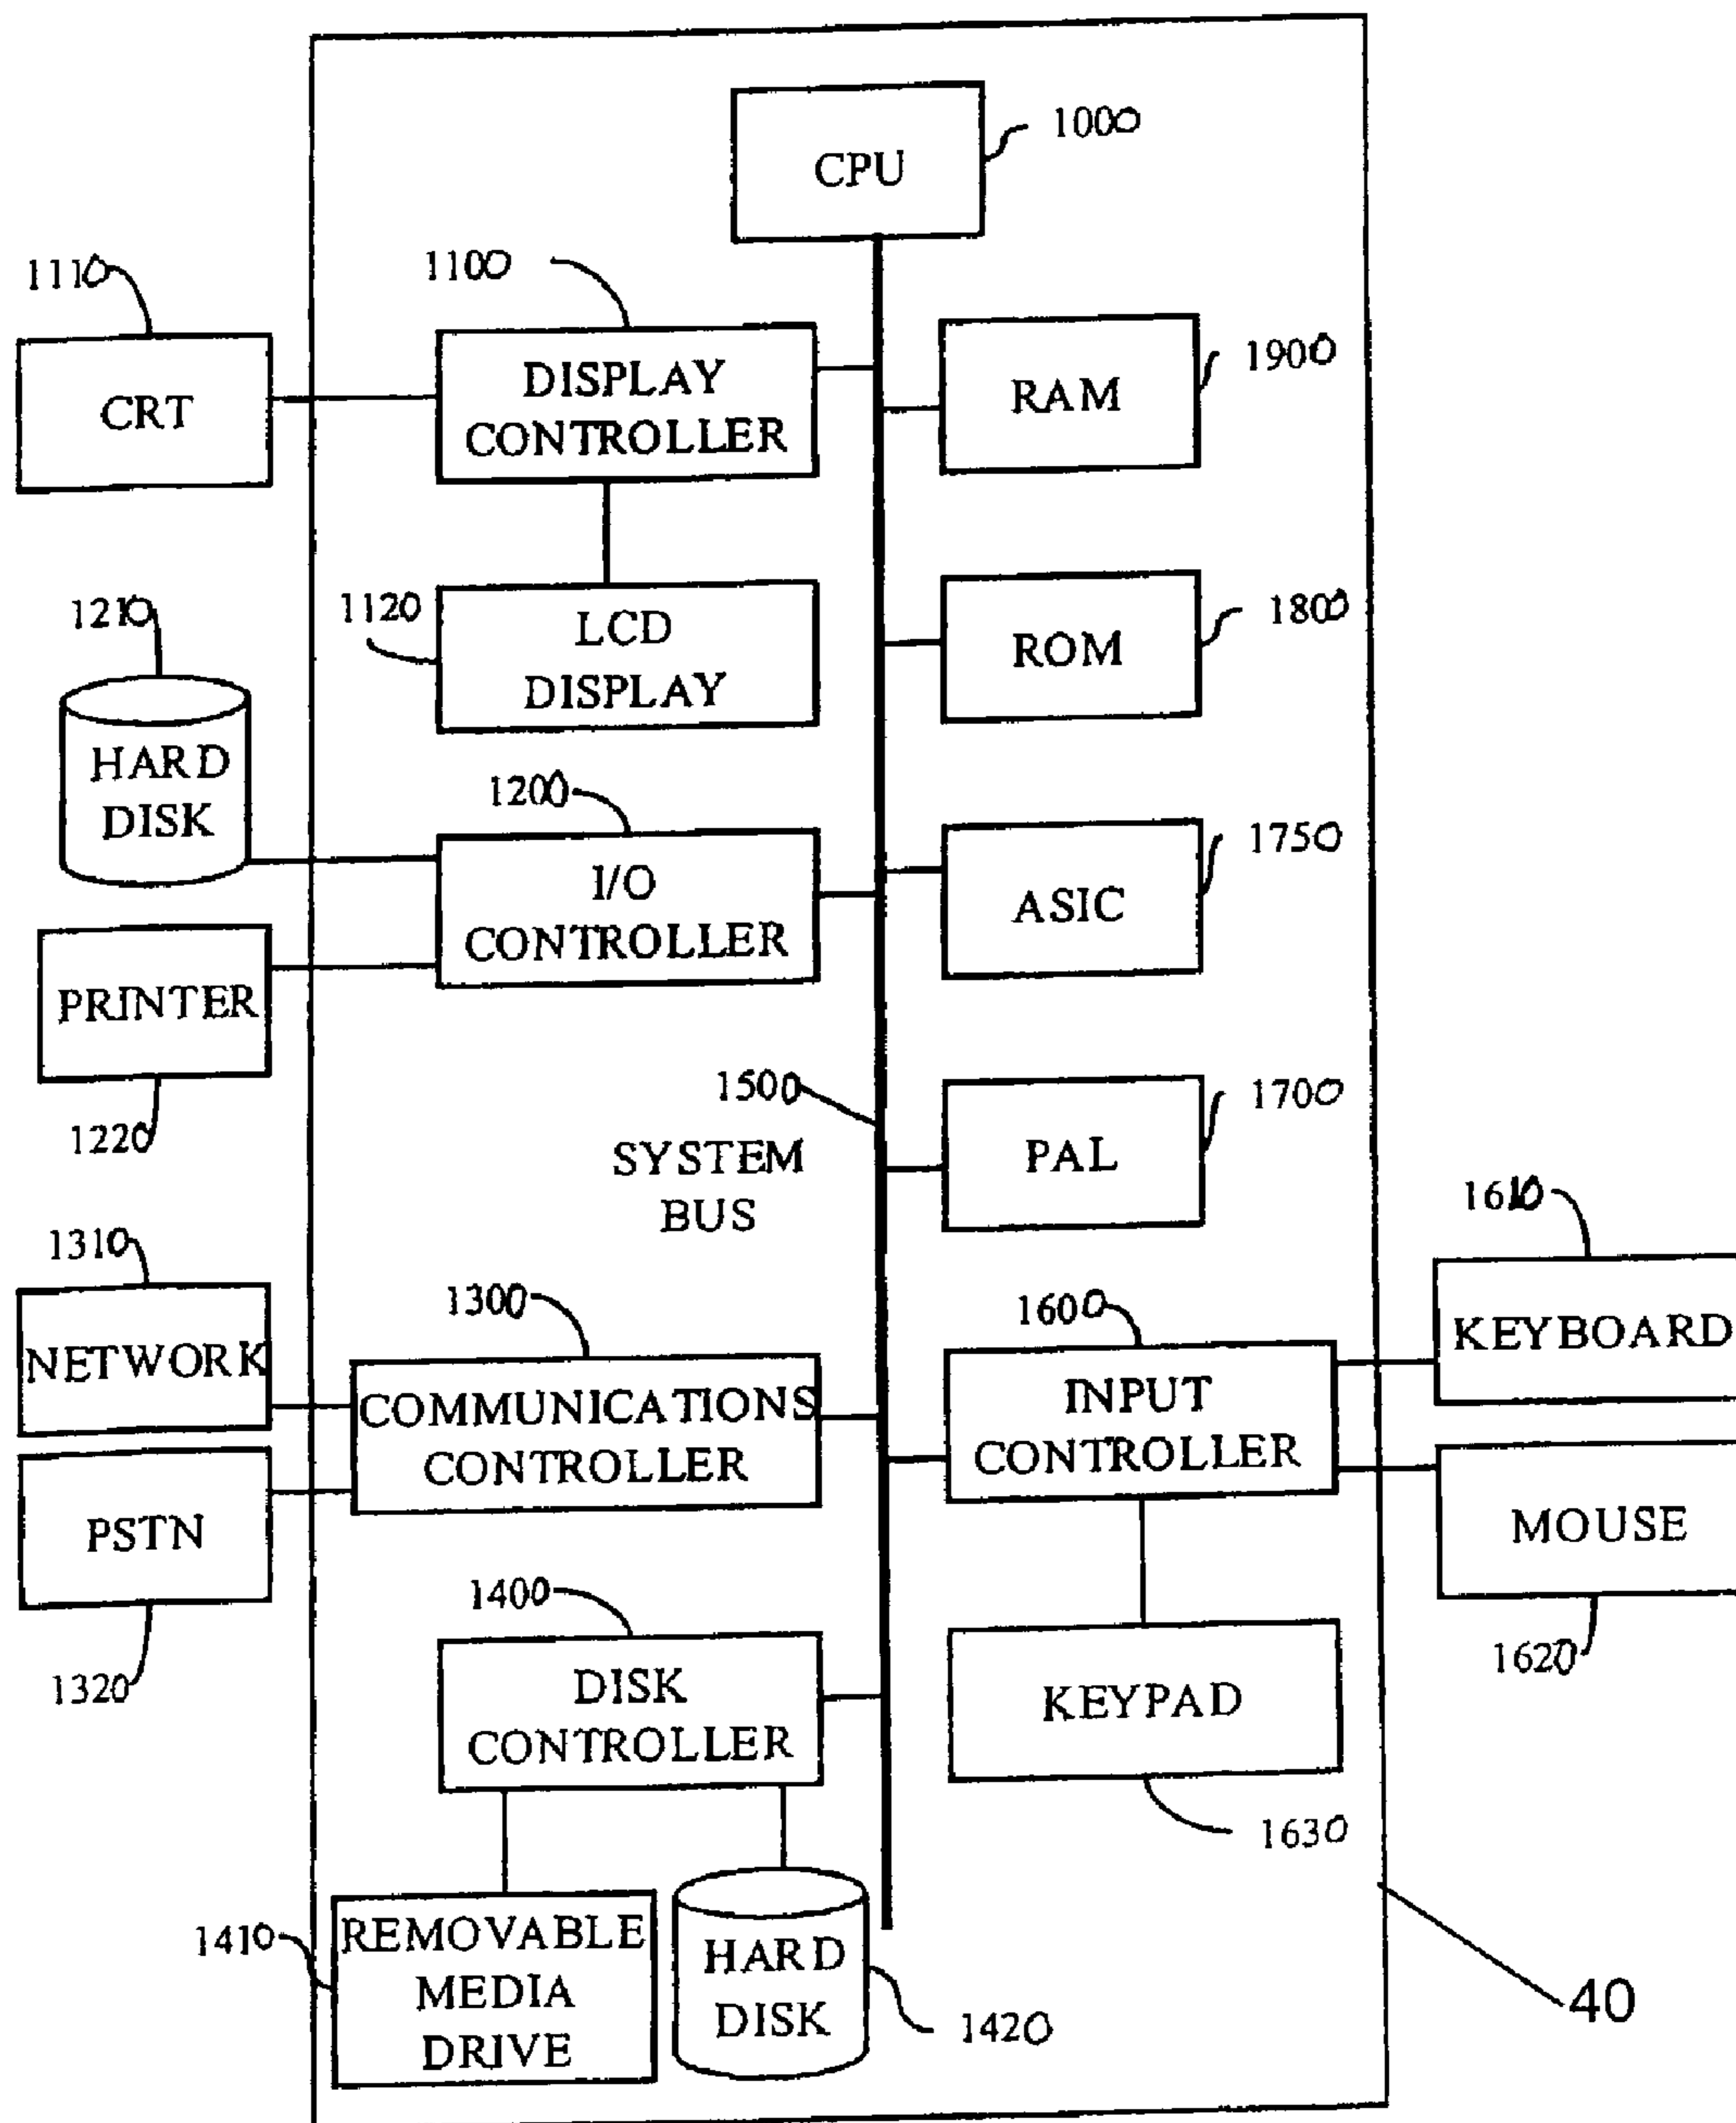 CPU
1000
1110
CRT
1100
DISPLAY
CONTROLLER
RAM
1900
1120
LCD
DISPLAY
ROM
1800
1210
HARD
DISK
1200
I/O
CONTROLLER
ASIC
1750
PRINTER
1220
1500
SYSTEM
BUS
PAL
1700
1310
NETWORK
1300
COMMUNICATIONS
CONTROLLER
1600
INPUT
CONTROLLER
1610
KEYBOARD
PSTN
1320
MOUSE
1620
1400
DISK
CONTROLLER
KEYPAD
1630
1410
REMOVABLE
MEDIA
DRIVE
HARD
DISK
1420
40